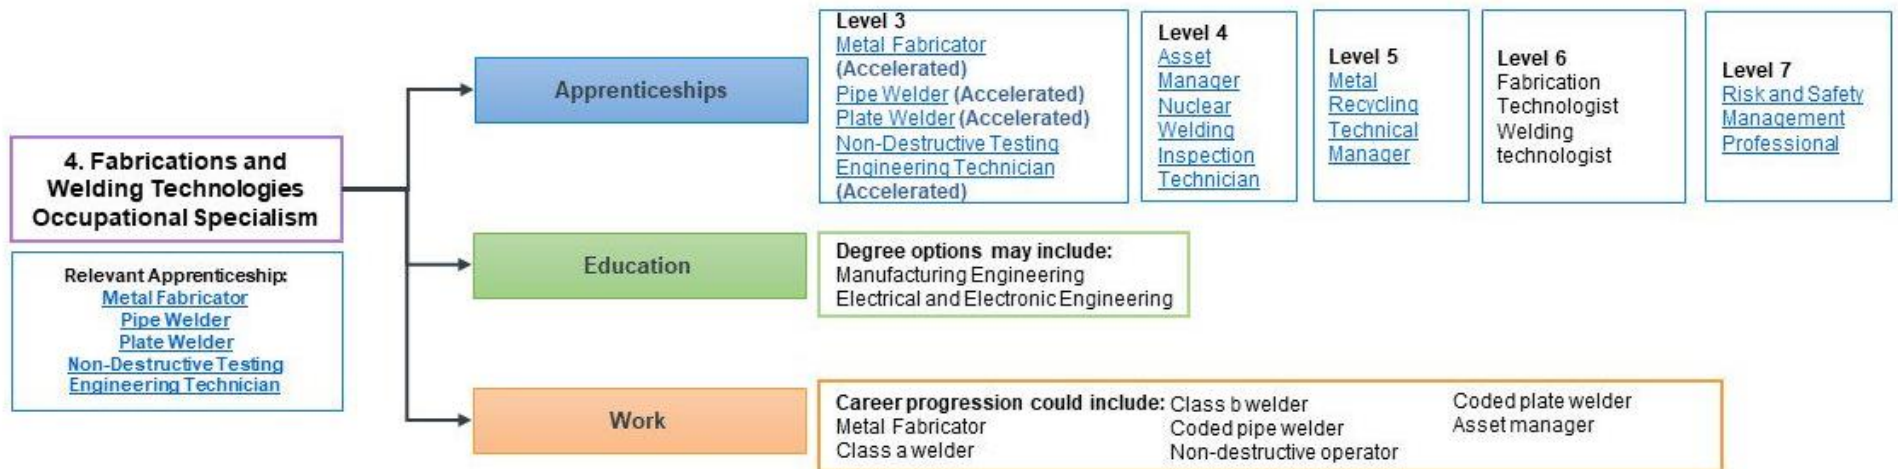 4. Fabrications and
Welding Technologies
Occupational Specialism
Relevant Apprenticeship:
Metal Fabricator
Pipe Welder
Plate Welder
Non-Destructive Testing
Engineering Technician
Apprenticeships
Level 3
Metal Fabricator
(Accelerated)
Pipe Welder (Accelerated)
Plate Welder (Accelerated)
Non-Destructive Testing
Engineering Technician
(Accelerated)
Level 4
Asset
Manager
Nuclear
Welding
Inspection
Technician
Level 5
Metal
Recycling
Technical
Manager
Level 6
Fabrication
Technologist
Welding
technologist
Level 7
Risk and Safety
Management
Professional
Education
Degree options may include:
Manufacturing Engineering
Electrical and Electronic Engineering
Work
Career progression could include:
Metal Fabricator
Class a welder
Class b welder
Coded pipe welder
Non-destructive operator
Coded plate welder
Asset manager